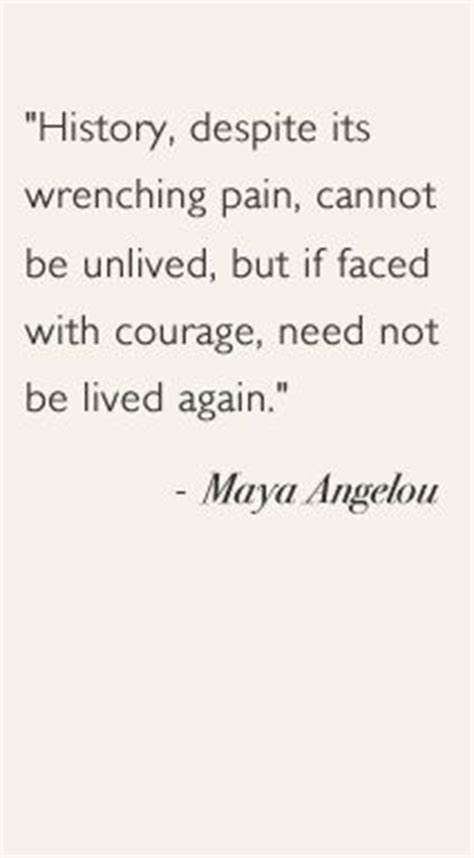 "History, despite its
wrenching pain, cannot
be unlived, but if faced
with courage, need not
be lived again."
- Maya Angelou